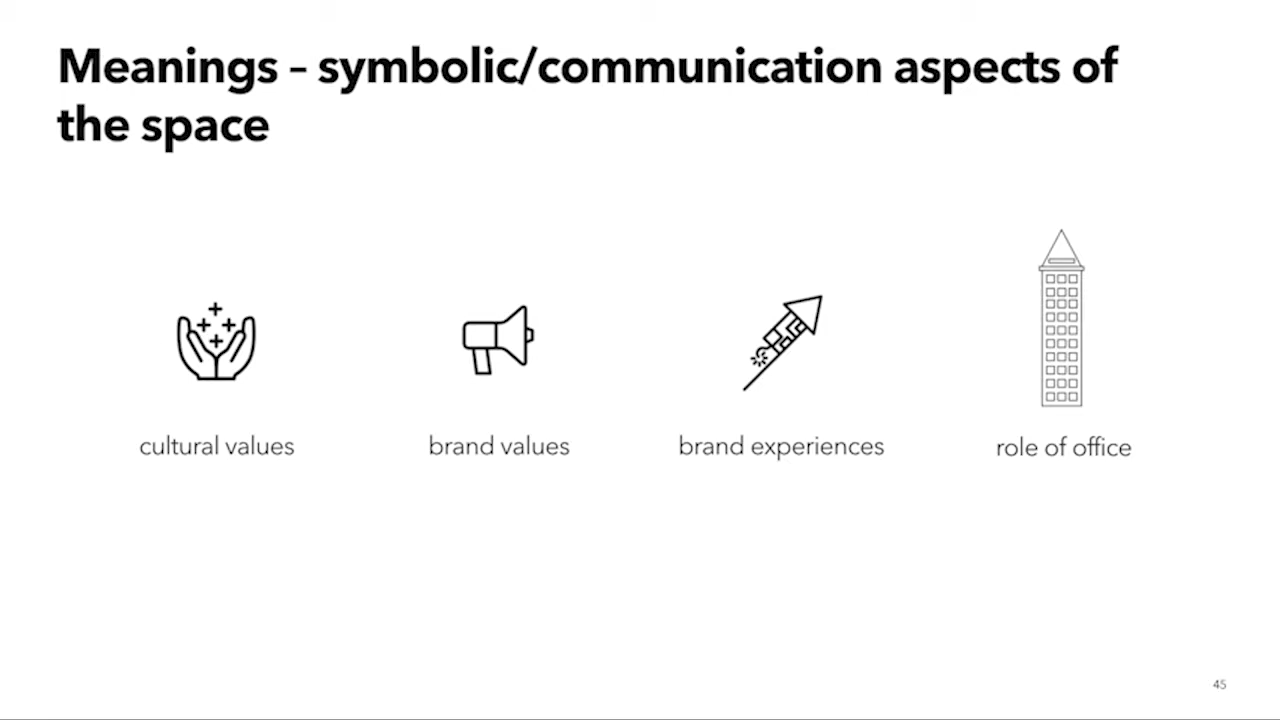 Meanings – symbolic/communication aspects of
the space
cultural values
brand values
brand experiences
role of office
45